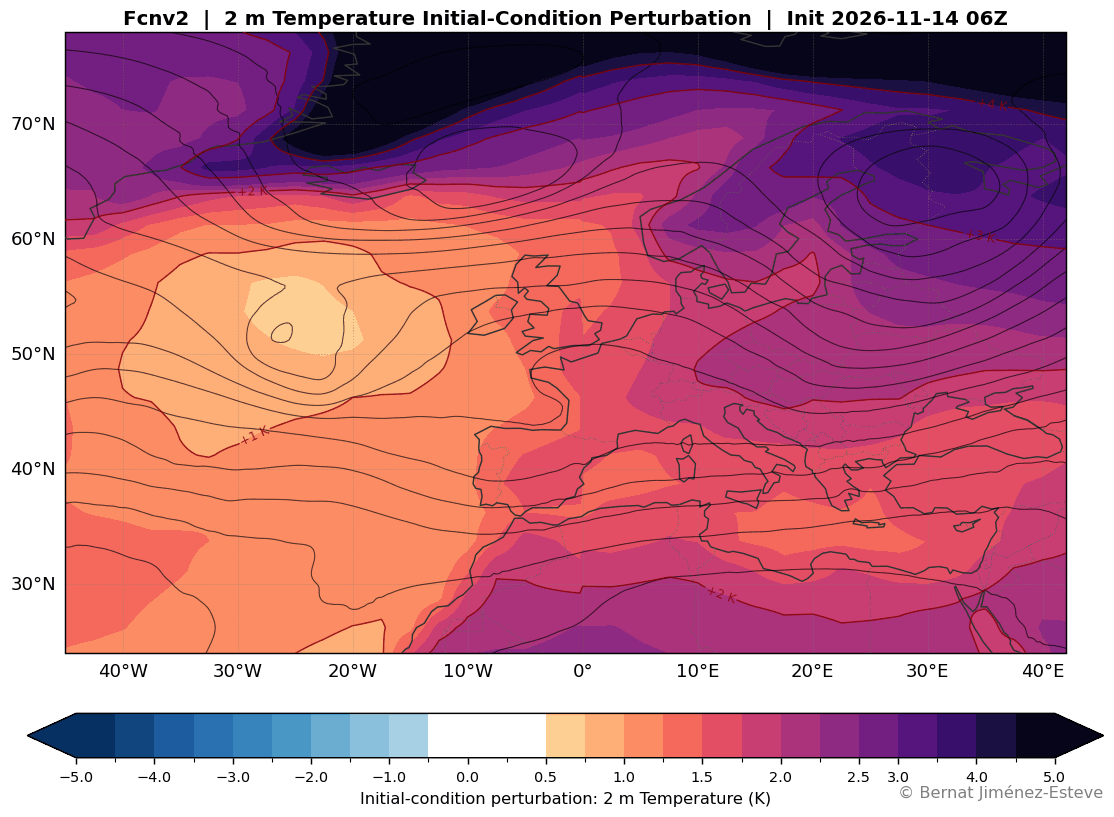 Fcnv2 | 2 m Temperature Initial-Condition Perturbation | Init 2026-11-14 06Z
70°N
60°N
50°N
40°N
30°N
+4 K
+2 K
+2 K
+1 K
+2 K
40°W
30°W
20°W
10°W
0°
10°E
20°E
30°E
40°E
−5.0
−4.0
−3.0
−2.0
−1.0
0.0
0.5
1.0
1.5
2.0
2.5
3.0
4.0
5.0
Initial-condition perturbation: 2 m Temperature (K)
© Bernat Jiménez-Esteve